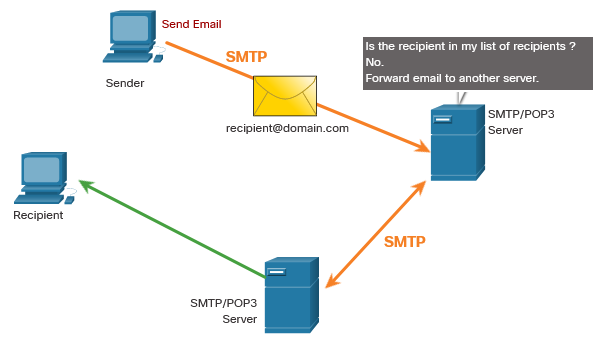 Send Email
SMTP
Sender
Is the recipient in my list of recipients ?
No.
Forward email to another server.
recipient@domain.com
SMTP/POP3
Server
Recipient
SMTP
SMTP/POP3
Server